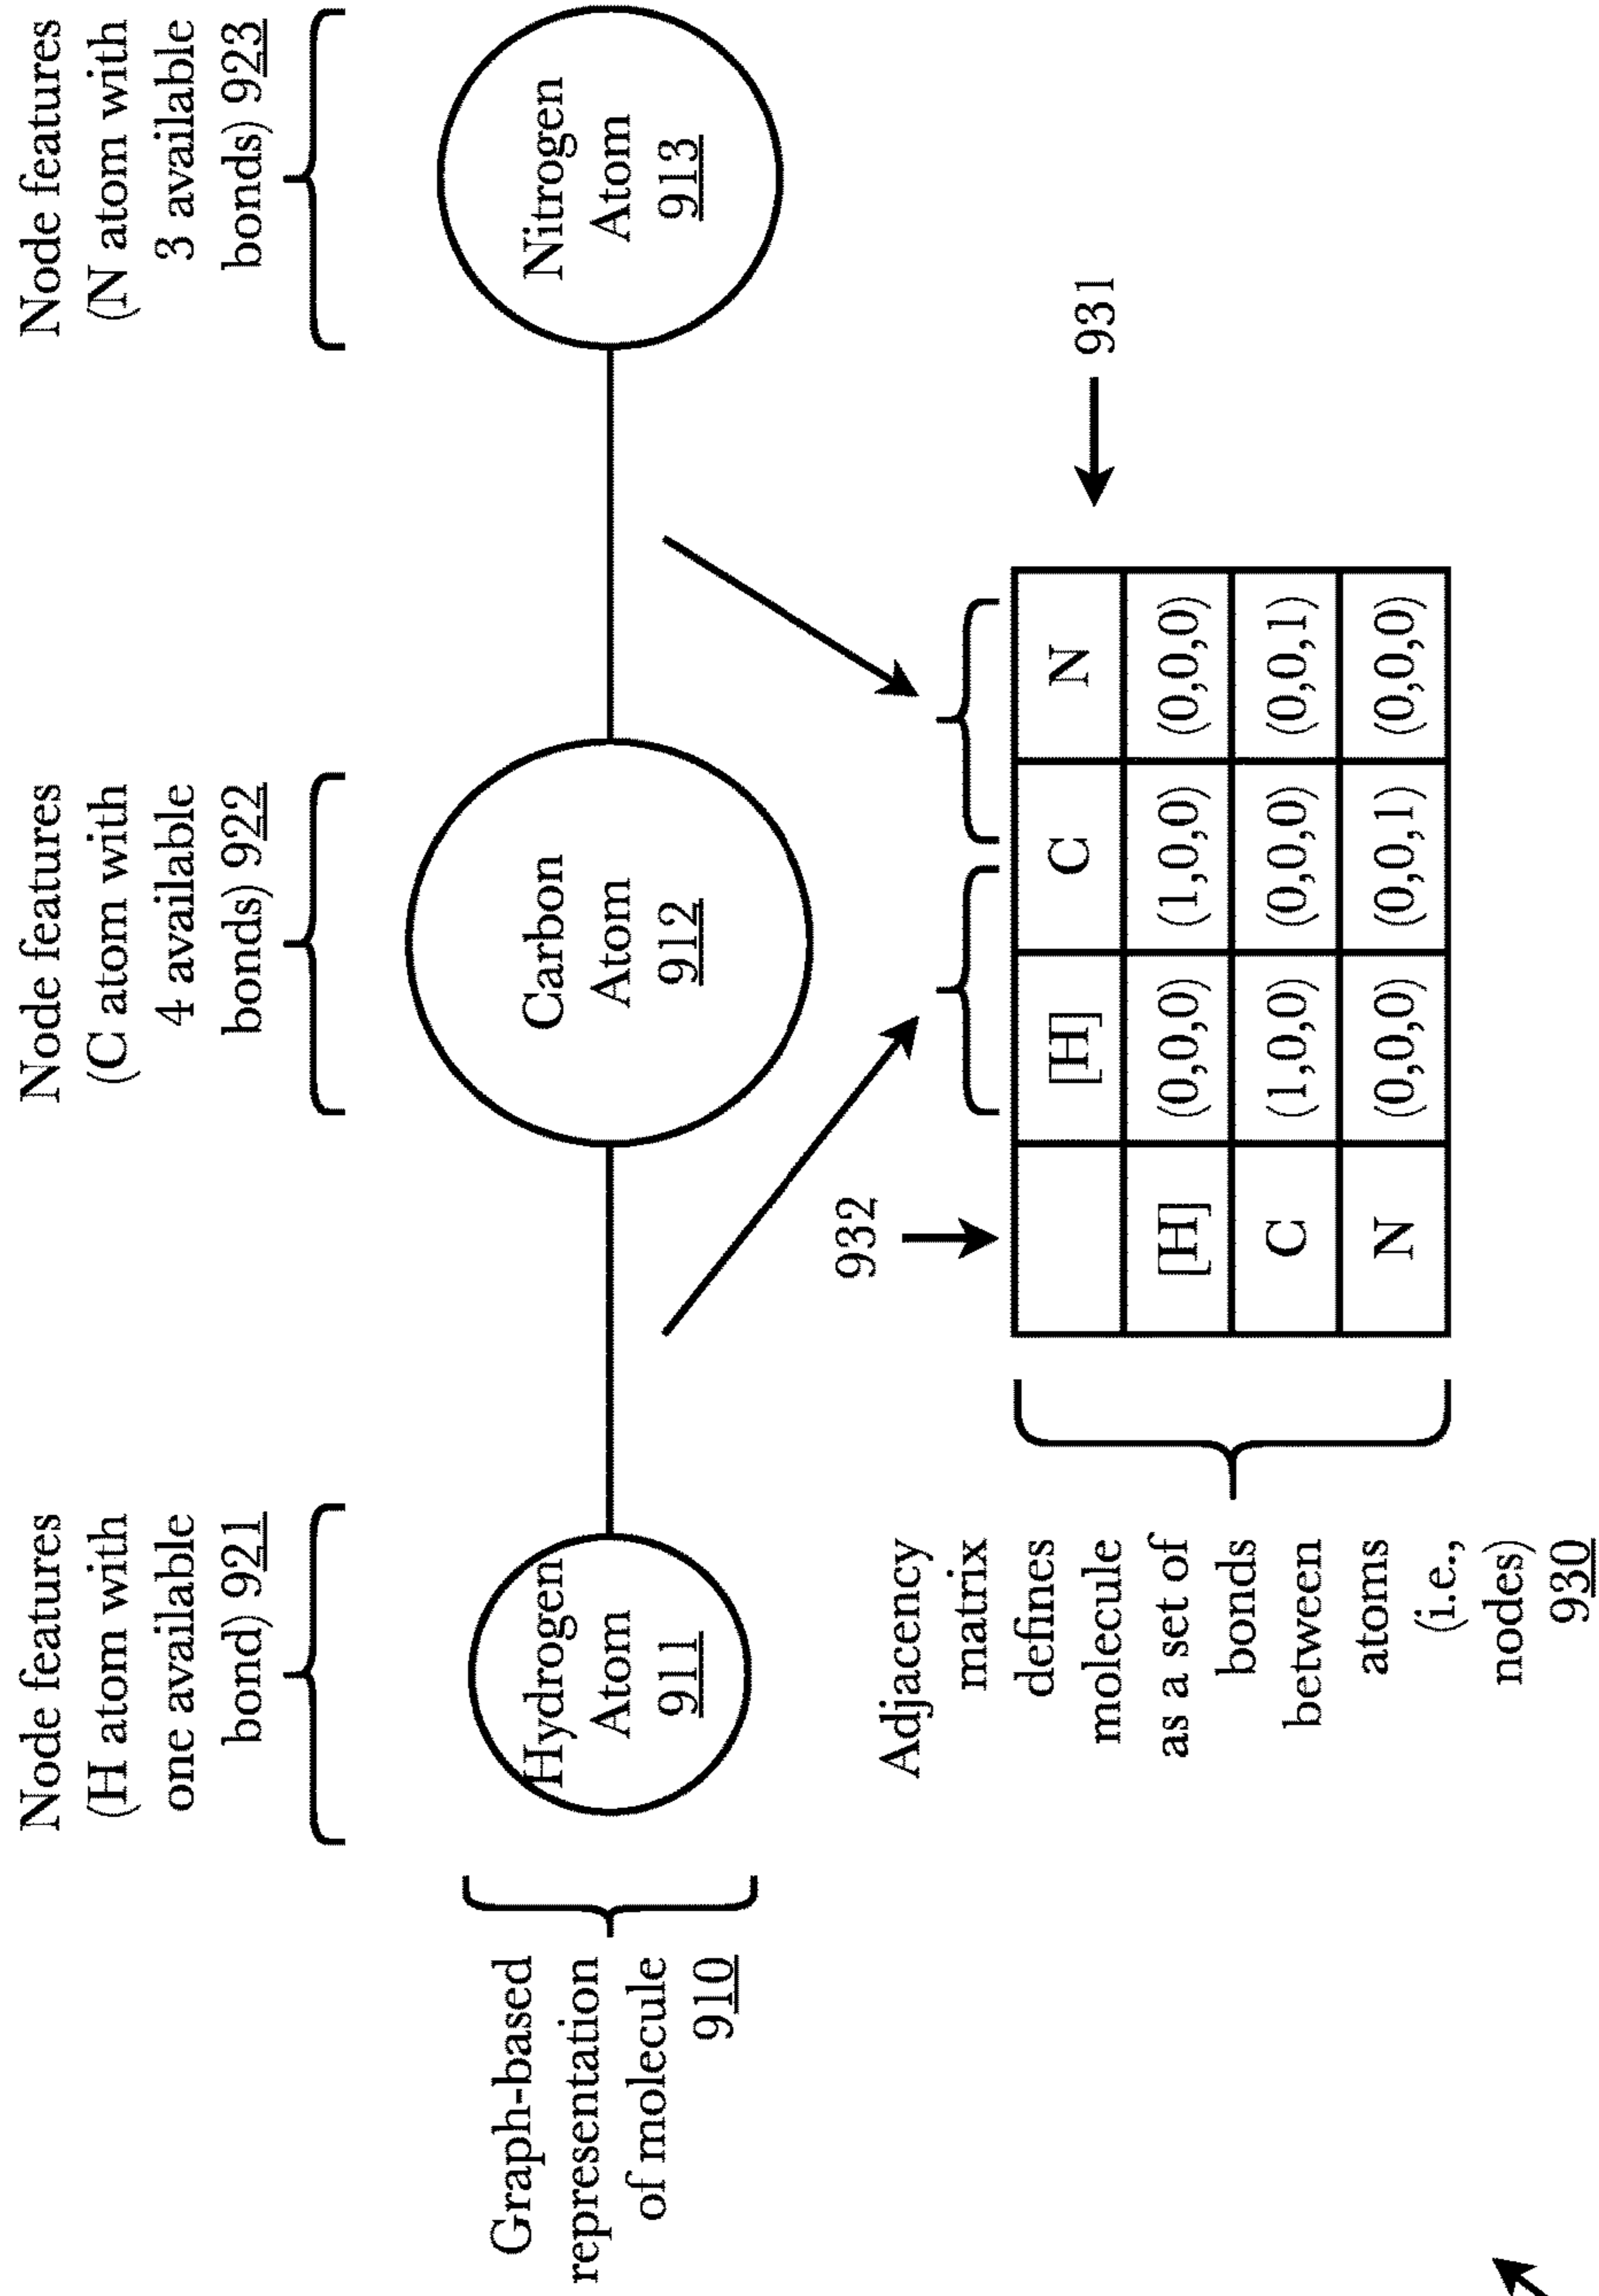 Node features
(H atom with
one available
bond) 921
Node features
(C atom with
4 available
bonds) 922
Node features
(N atom with
3 available
bonds) 923
Graph-based
representation
of molecule
910
Hydrogen
Atom
911
Carbon
Atom
912
Nitrogen
Atom
913
Adjacency
matrix
defines
molecule
as a set of
bonds
between
atoms
(i.e.,
nodes)
930
932
931
[H] C N
[H] (0,0,0) (1,0,0) (0,0,0)
C (1,0,0) (0,0,0) (0,0,1)
N (0,0,0) (0,0,1) (0,0,0)